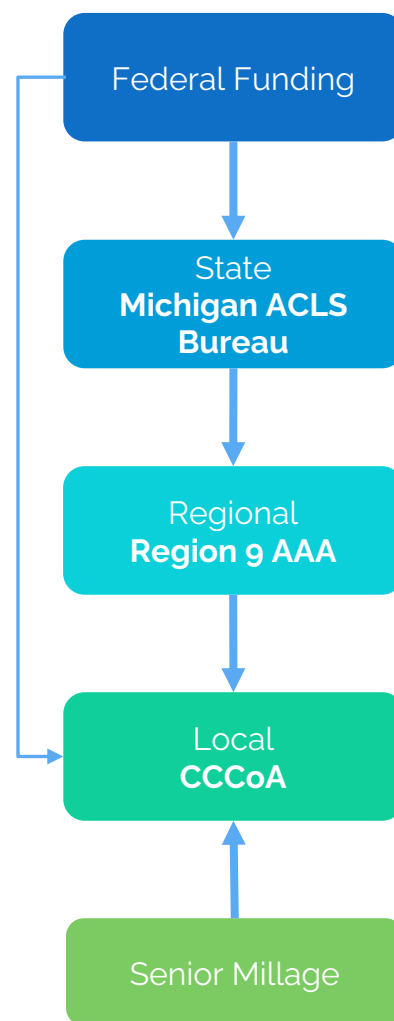 Federal Funding
State
Michigan ACLS
Bureau
Regional
Region 9 AAA
Local
CCCoA
Senior Millage